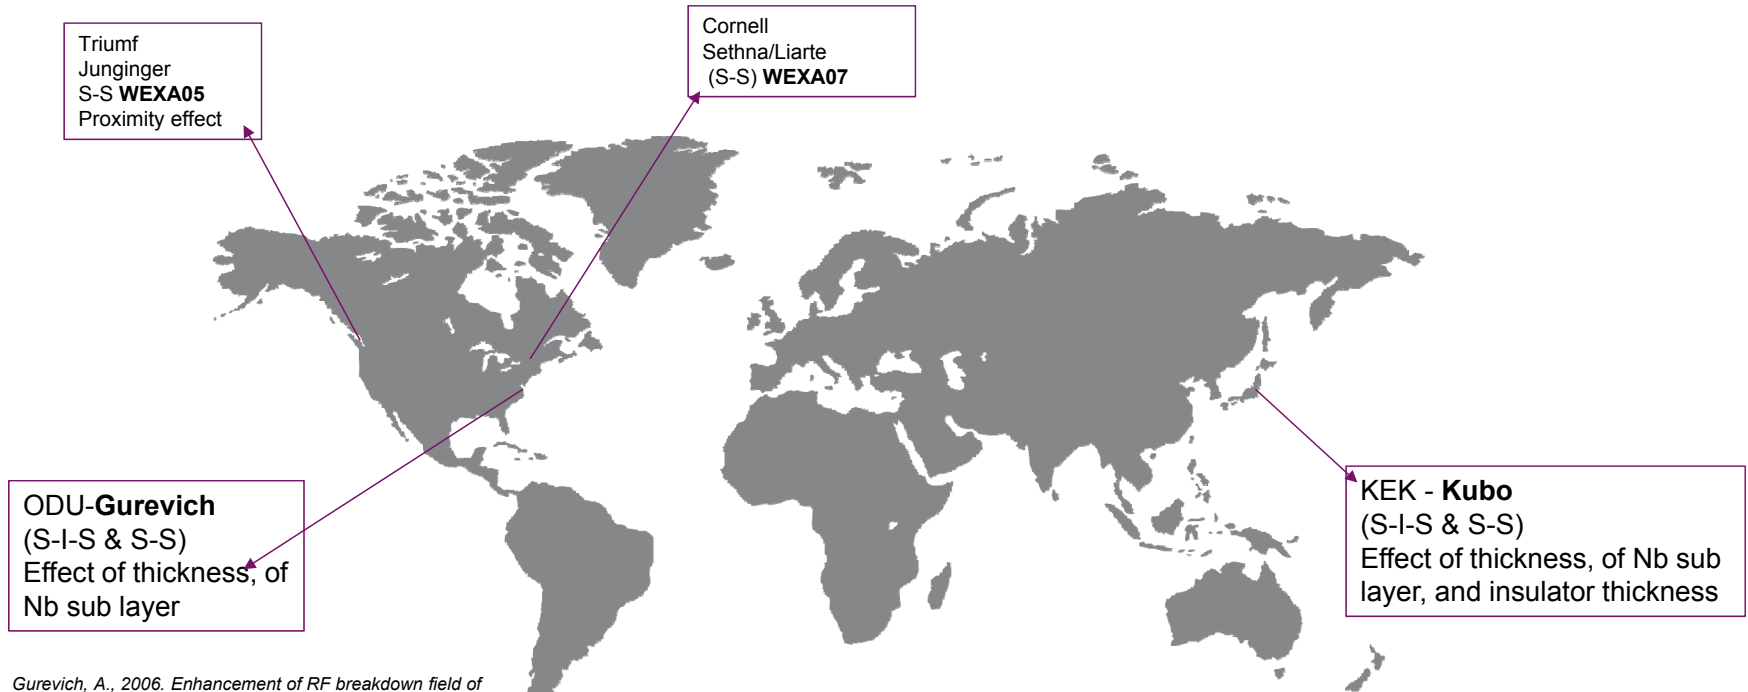 Triumf
Junginger
S-S WEXA05
Proximity effect
Cornell
Sethna/Liarte
(S-S) WEXA07
ODU-Gurevich
(S-I-S & S-S)
Effect of thickness, of
Nb sub layer
KEK - Kubo
(S-I-S & S-S)
Effect of thickness, of Nb sub
layer, and insulator thickness
Gurevich, A., 2006. Enhancement of RF breakdown field of